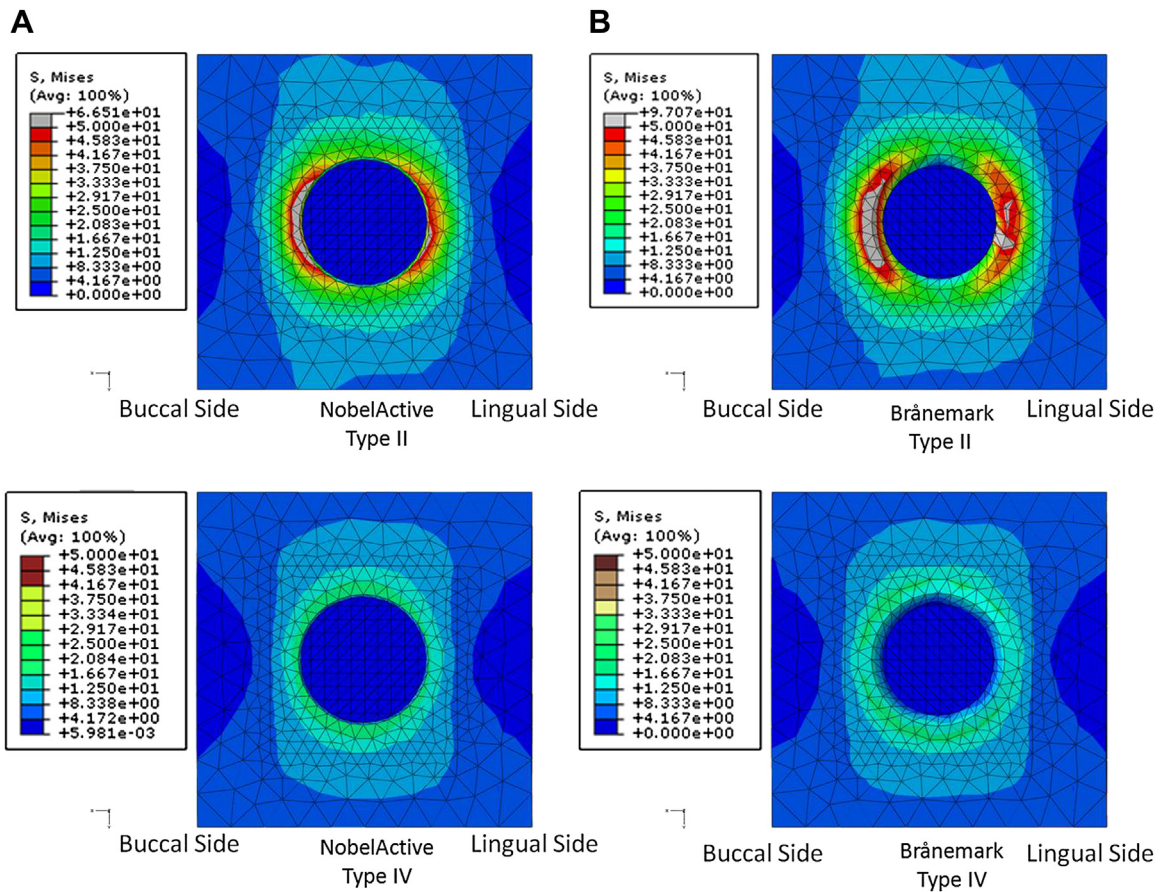 A
B
S, Mises
(Avg: 100%)
+6.651e+01
+5.000e+01
+4.583e+01
+4.167e+01
+3.750e+01
+3.333e+01
+2.917e+01
+2.500e+01
+2.083e+01
+1.667e+01
+1.250e+01
+8.333e+00
+4.167e+00
+0.000e+00
Buccal Side
NobelActive
Type II
Lingual Side
S, Mises
(Avg: 100%)
+9.707e+01
+5.000e+01
+4.583e+01
+4.167e+01
+3.750e+01
+3.333e+01
+2.917e+01
+2.500e+01
+2.083e+01
+1.667e+01
+1.250e+01
+8.333e+00
+4.167e+00
+0.000e+00
Buccal Side
Brånemark
Type II
Lingual Side
S, Mises
(Avg: 100%)
+5.000e+01
+4.583e+01
+4.167e+01
+3.750e+01
+3.334e+01
+2.917e+01
+2.500e+01
+2.084e+01
+1.667e+01
+1.250e+01
+8.338e+00
+4.172e+00
+5.981e-03
Buccal Side
NobelActive
Type IV
Lingual Side
S, Mises
(Avg: 100%)
+5.000e+01
+4.583e+01
+4.167e+01
+3.750e+01
+3.333e+01
+2.917e+01
+2.500e+01
+2.083e+01
+1.667e+01
+1.250e+01
+8.333e+00
+4.167e+00
+0.000e+00
Buccal Side
Brånemark
Type IV
Lingual Side